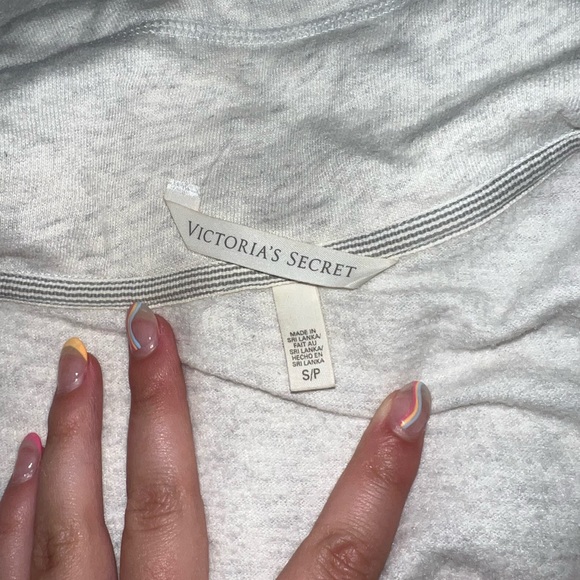 VICTORIA'S SECRET
MADE IN
SRI LANKA/
FAIT AU
SRI LANKA/
HECHO EN
SRI LANKA
S/P